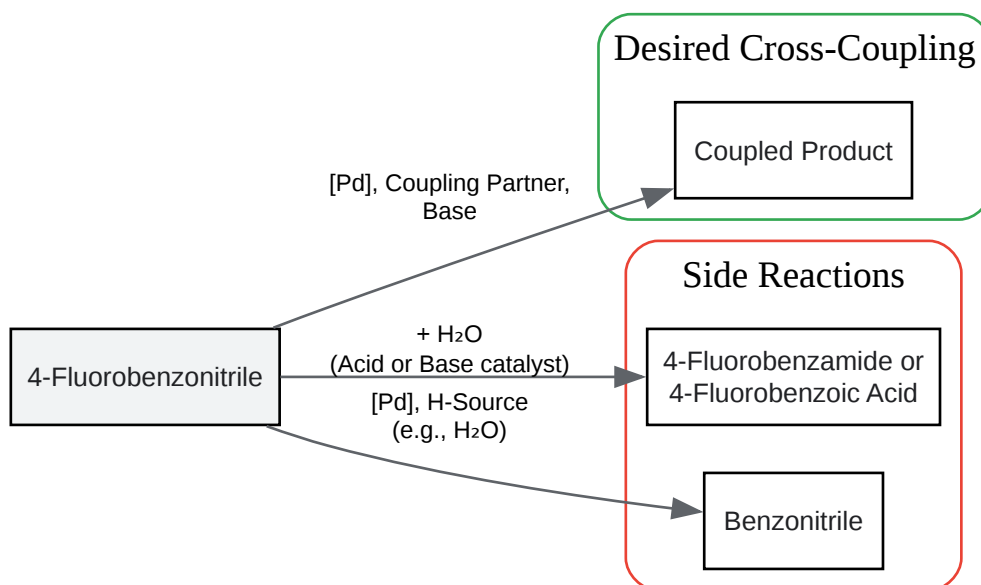 Desired Cross-Coupling
Coupled Product
[Pd], Coupling Partner,
Base
Side Reactions
4-Fluorobenzonitrile
+ H₂O
(Acid or Base catalyst)
4-Fluorobenzamide or
4-Fluorobenzoic Acid
[Pd], H-Source
(e.g., H₂O)
Benzonitrile